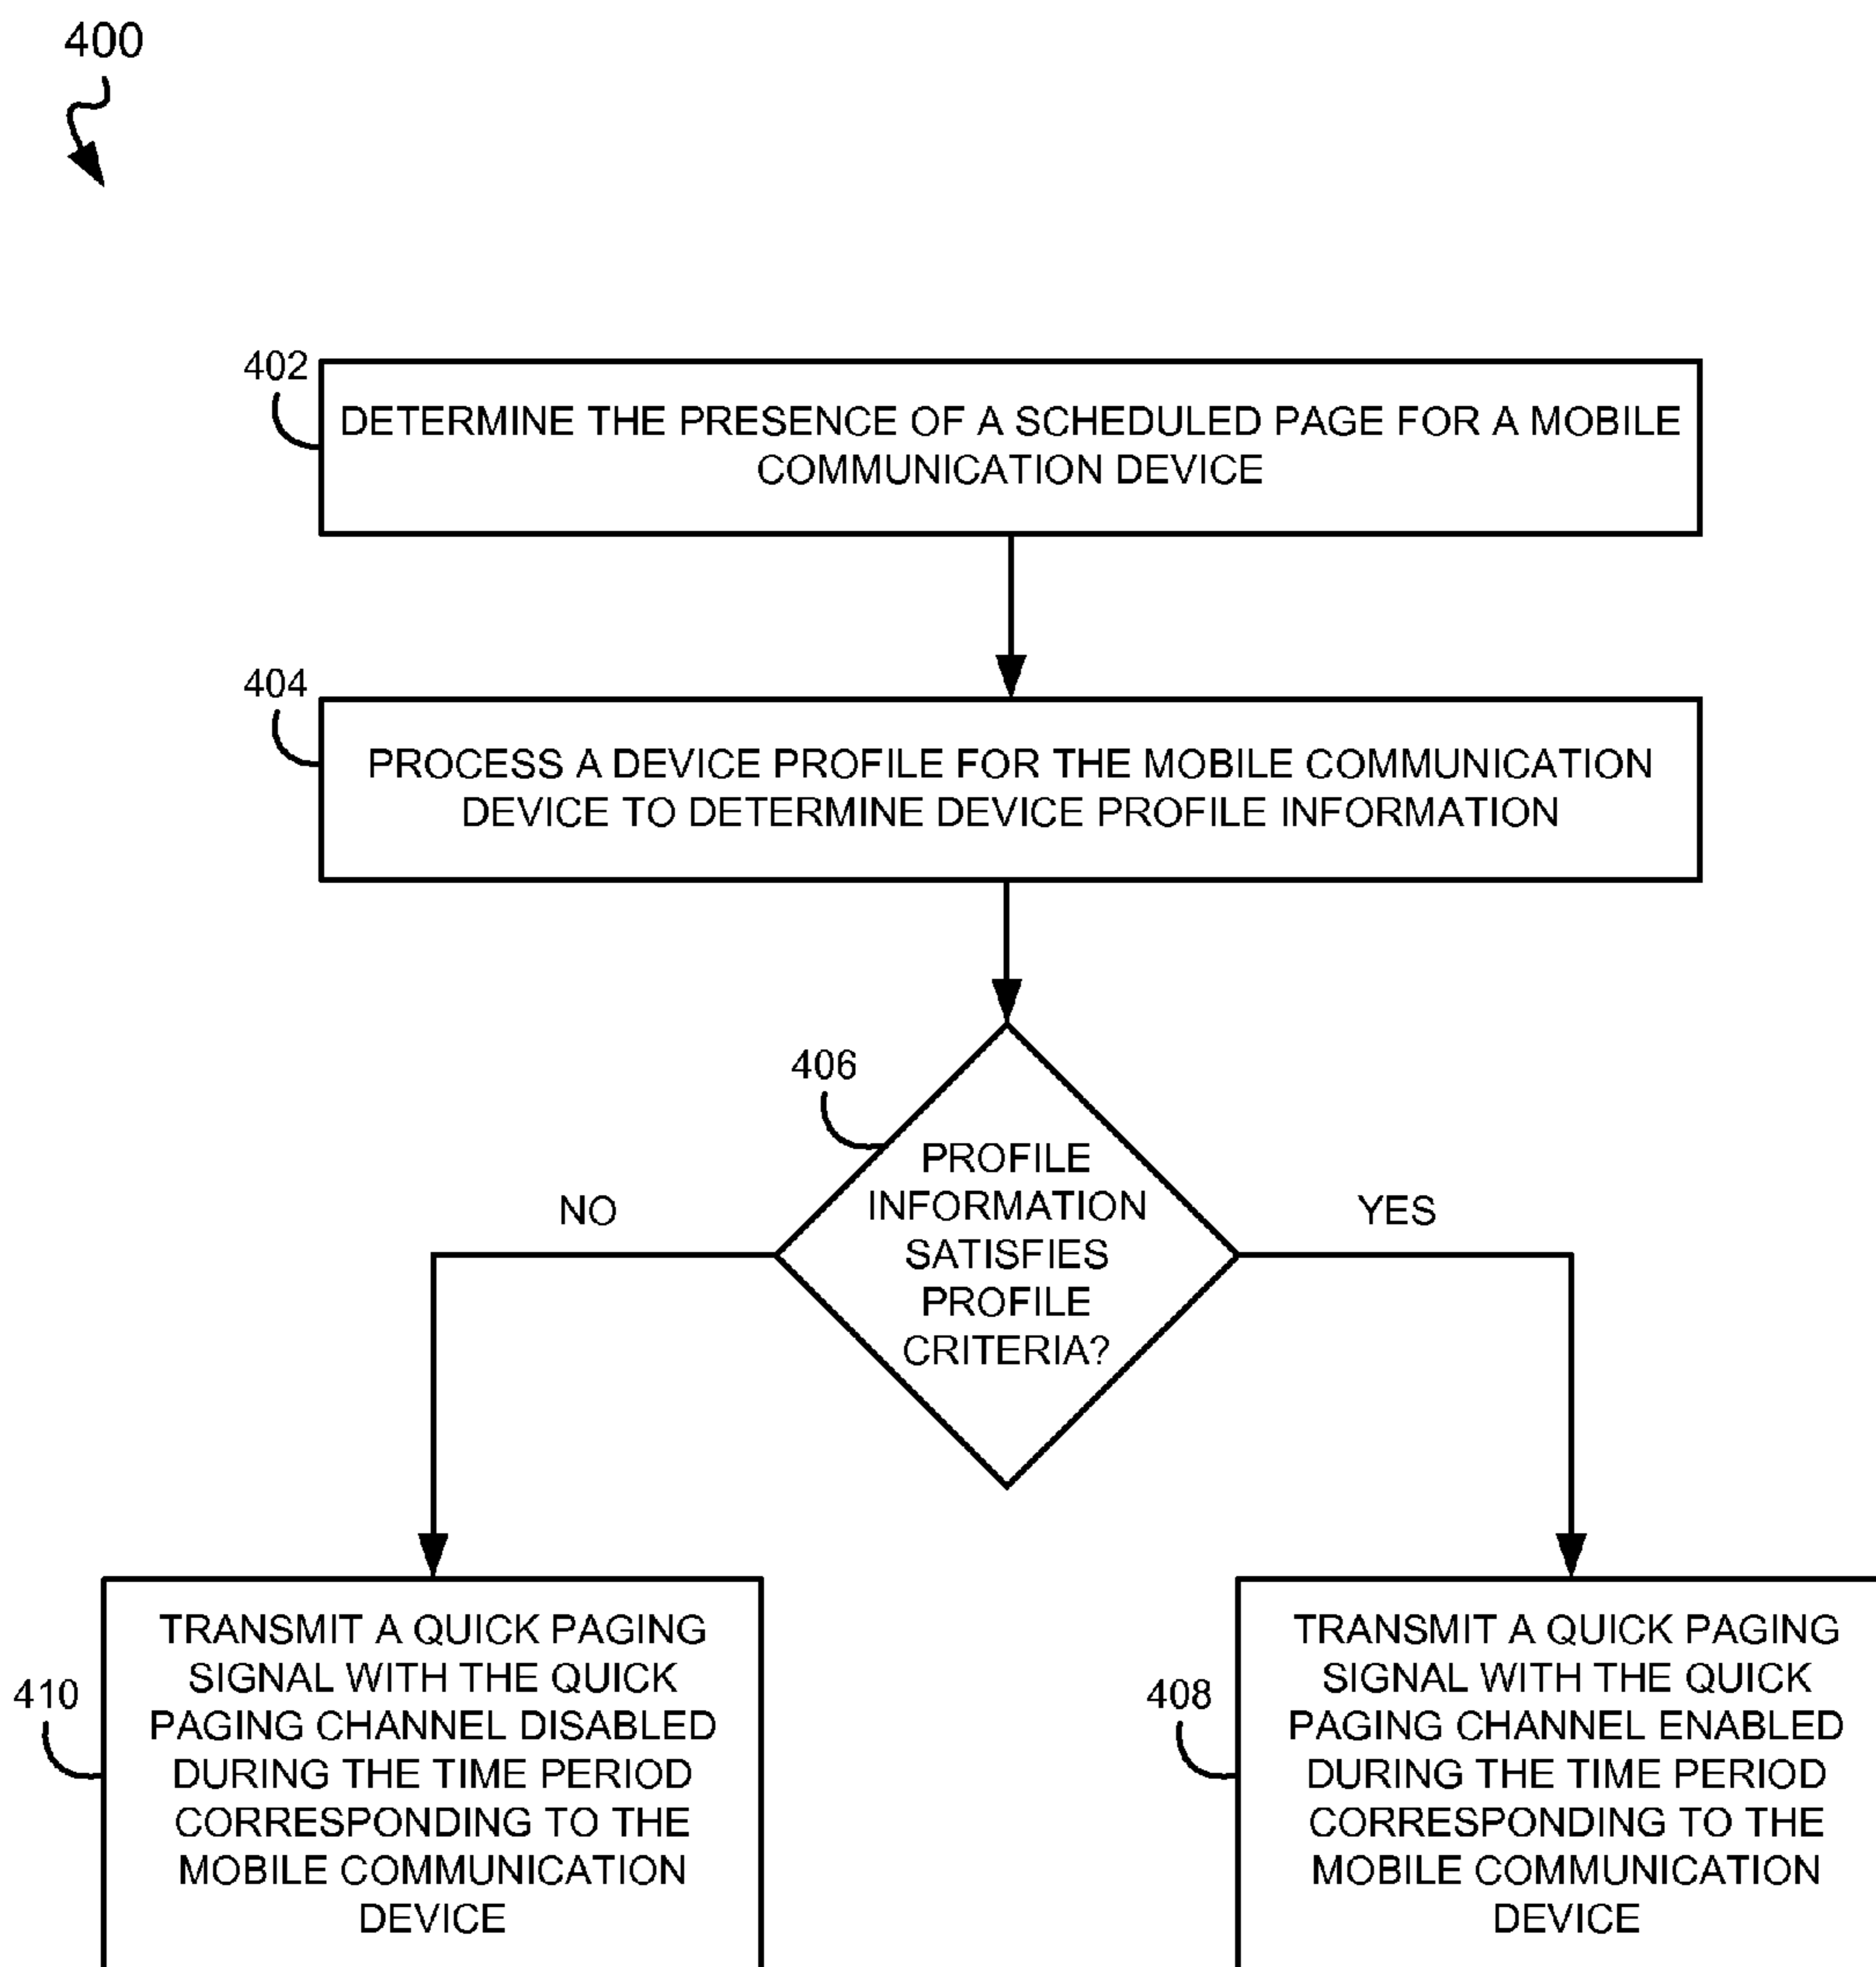 400
402
DETERMINE THE PRESENCE OF A SCHEDULED PAGE FOR A MOBILE
COMMUNICATION DEVICE
404
PROCESS A DEVICE PROFILE FOR THE MOBILE COMMUNICATION
DEVICE TO DETERMINE DEVICE PROFILE INFORMATION
406
PROFILE
INFORMATION
SATISFIES
PROFILE
CRITERIA?
NO
YES
410
TRANSMIT A QUICK PAGING
SIGNAL WITH THE QUICK
PAGING CHANNEL DISABLED
DURING THE TIME PERIOD
CORRESPONDING TO THE
MOBILE COMMUNICATION
DEVICE
408
TRANSMIT A QUICK PAGING
SIGNAL WITH THE QUICK
PAGING CHANNEL ENABLED
DURING THE TIME PERIOD
CORRESPONDING TO THE
MOBILE COMMUNICATION
DEVICE